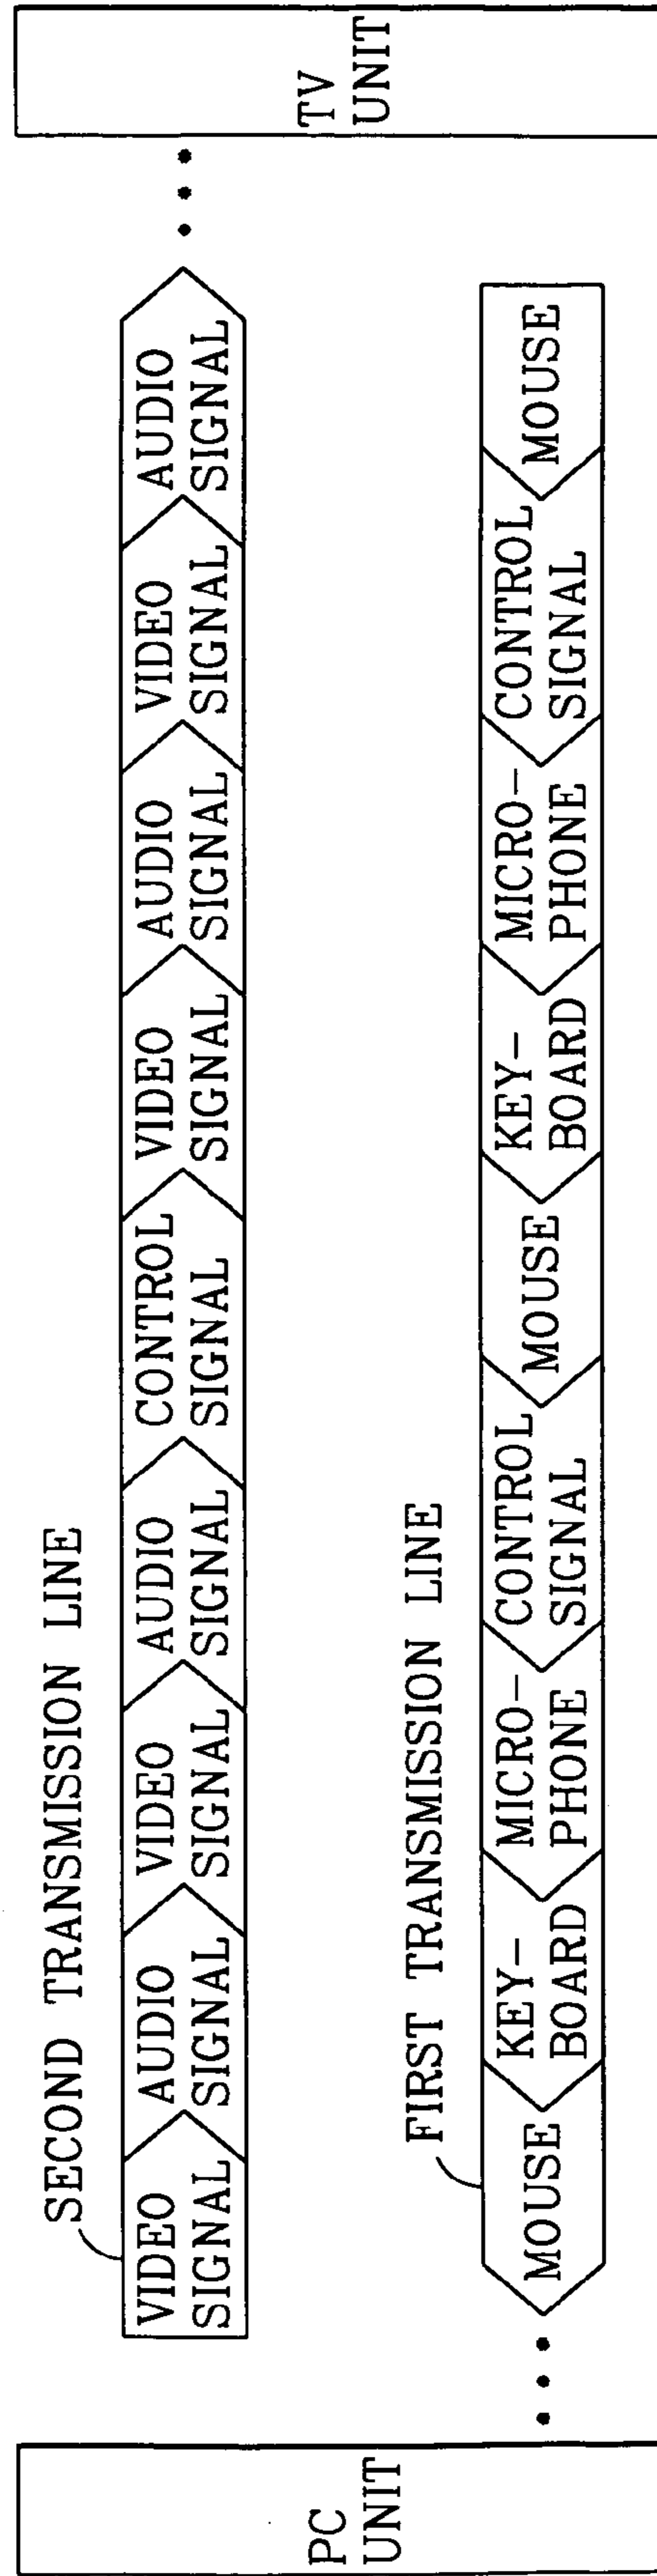 SECOND TRANSMISSION LINE
VIDEO
SIGNAL
AUDIO
SIGNAL
VIDEO
SIGNAL
AUDIO
SIGNAL
CONTROL
SIGNAL
VIDEO
SIGNAL
AUDIO
SIGNAL
VIDEO
SIGNAL
AUDIO
SIGNAL
PC
UNIT
TV
UNIT
FIRST TRANSMISSION LINE
MOUSE
KEY-
BOARD
MICRO-
PHONE
CONTROL
SIGNAL
MOUSE
KEY-
BOARD
MICRO-
PHONE
CONTROL
SIGNAL
MOUSE